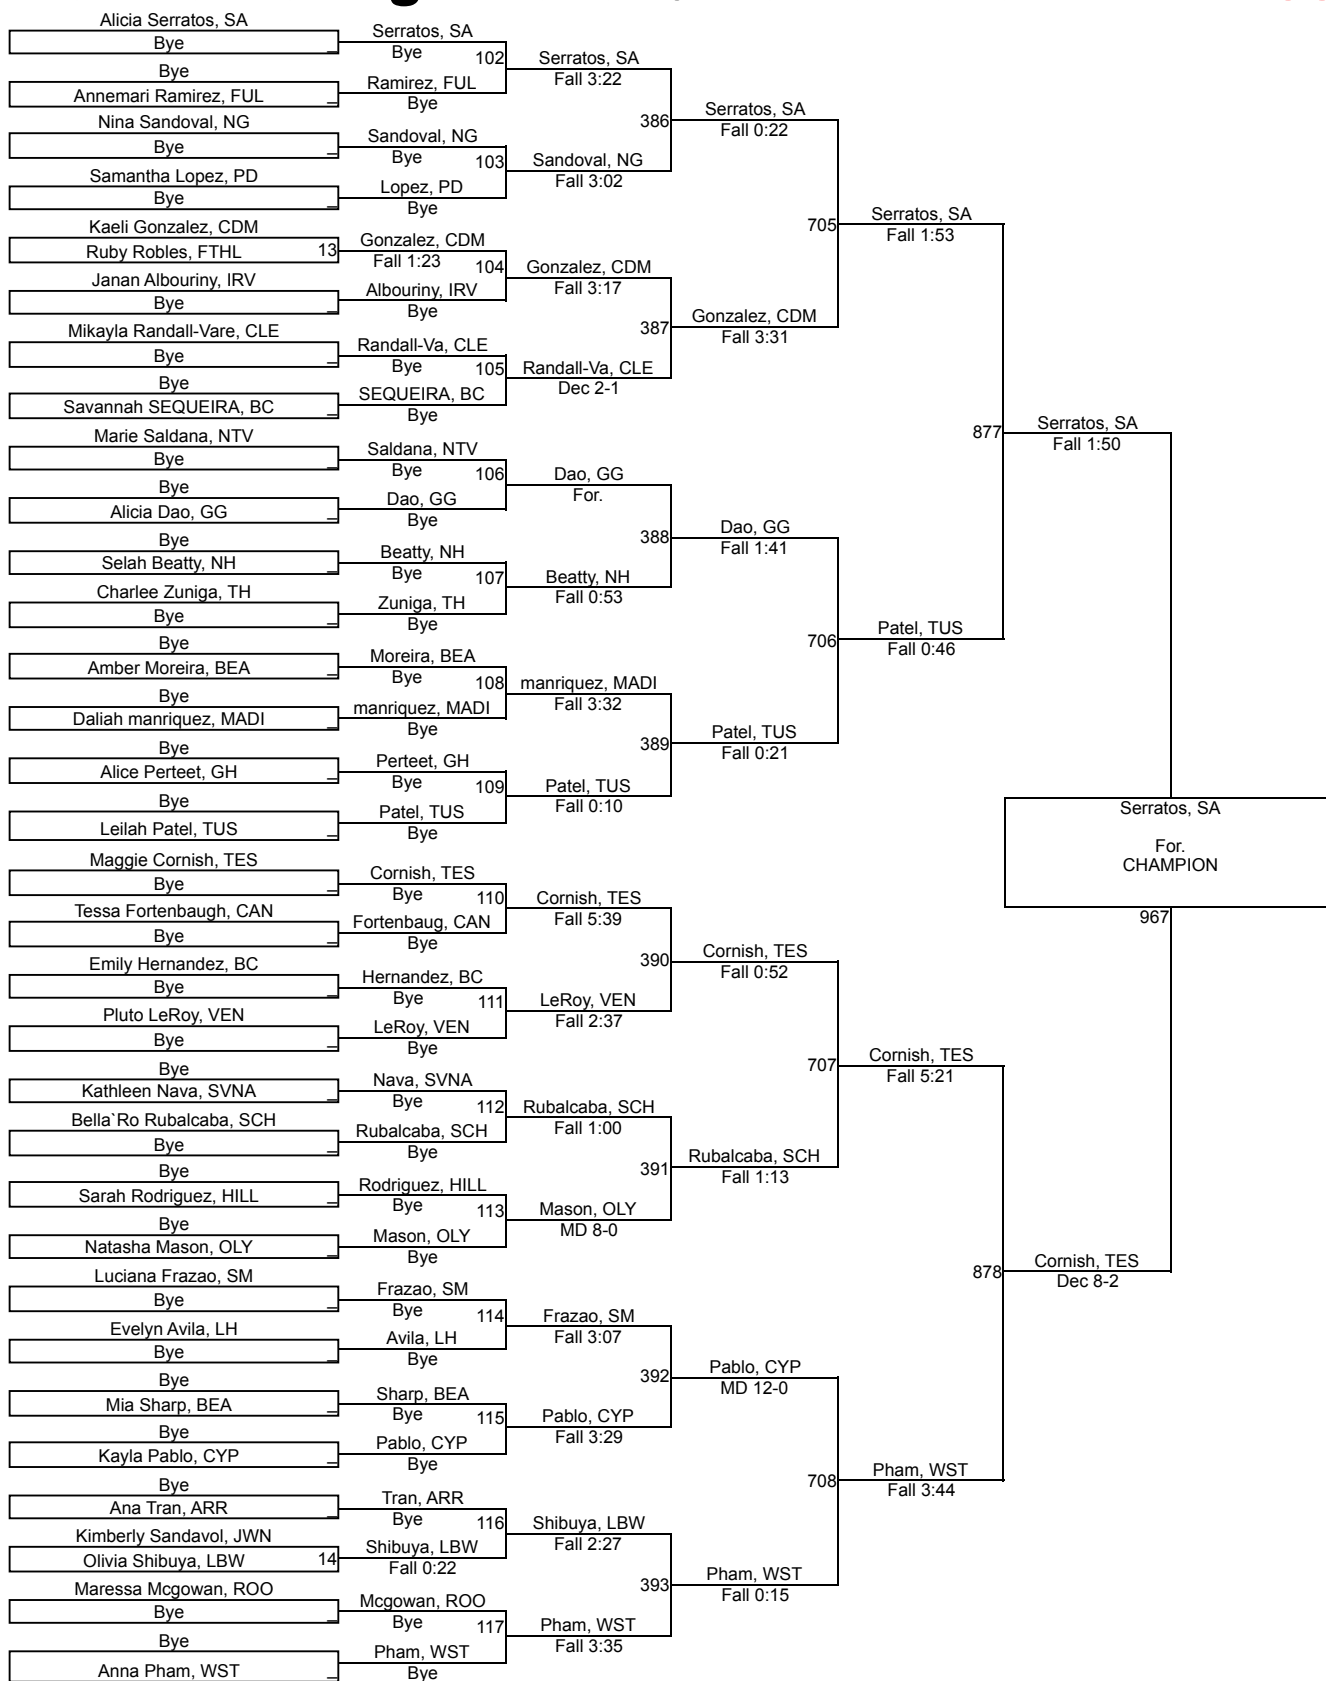 Alicia Serratos, SA
Bye _
Bye
Annemari Ramirez, FUL _
Nina Sandoval, NG
Bye _
Samantha Lopez, PD
Bye _
Kaeli Gonzalez, CDM
Ruby Robles, FTHL 13
Janan Albouriny, IRV
Bye _
Mikayla Randall-Vare, CLE
Bye _
Bye
Savannah SEQUEIRA, BC _
Marie Saldana, NTV
Bye _
Bye
Alicia Dao, GG _
Bye
Selah Beatty, NH _
Charlee Zuniga, TH
Bye _
Bye
Amber Moreira, BEA _
Bye
Daliah manriquez, MADI _
Bye
Alice Perteet, GH _
Bye
Leilah Patel, TUS _
Maggie Cornish, TES
Bye _
Tessa Fortenbaugh, CAN
Bye _
Emily Hernandez, BC
Bye _
Pluto LeRoy, VEN
Bye _
Bye
Kathleen Nava, SVNA _
Bella`Ro Rubalcaba, SCH
Bye _
Bye
Sarah Rodriguez, HILL _
Bye
Natasha Mason, OLY _
Luciana Frazao, SM
Bye _
Evelyn Avila, LH
Bye _
Bye
Mia Sharp, BEA _
Bye
Kayla Pablo, CYP _
Bye
Ana Tran, ARR _
Kimberly Sandavol, JWN
Olivia Shibuya, LBW 14
Maressa Mcgowan, ROO
Bye _
Bye
Anna Pham, WST _
Serratos, SA
Bye 102
Ramirez, FUL
Bye
Sandoval, NG
Bye 103
Lopez, PD
Bye
Gonzalez, CDM
Fall 1:23 104
Albouriny, IRV
Bye
Randall-Va, CLE
Bye 105
SEQUEIRA, BC
Bye
Saldana, NTV
Bye 106
Dao, GG
Bye
Beatty, NH
Bye 107
Zuniga, TH
Bye
Moreira, BEA
Bye 108
manriquez, MADI
Bye
Perteet, GH
Bye 109
Patel, TUS
Bye
Cornish, TES
Bye 110
Fortenbaug, CAN
Bye
Hernandez, BC
Bye 111
LeRoy, VEN
Bye
Nava, SVNA
Bye 112
Rubalcaba, SCH
Bye
Rodriguez, HILL
Bye 113
Mason, OLY
Bye
Frazao, SM
Bye 114
Avila, LH
Bye
Sharp, BEA
Bye 115
Pablo, CYP
Bye
Tran, ARR
Bye 116
Shibuya, LBW
Fall 0:22
Mcgowan, ROO
Bye 117
Pham, WST
Bye
Serratos, SA
Fall 3:22
386
Sandoval, NG
Fall 3:02
Gonzalez, CDM
Fall 3:17
387
Randall-Va, CLE
Dec 2-1
Dao, GG
For.
388
Beatty, NH
Fall 0:53
manriquez, MADI
Fall 3:32
389
Patel, TUS
Fall 0:10
Cornish, TES
Fall 5:39
390
LeRoy, VEN
Fall 2:37
Rubalcaba, SCH
Fall 1:00
391
Mason, OLY
MD 8-0
Frazao, SM
Fall 3:07
392
Pablo, CYP
Fall 3:29
Shibuya, LBW
Fall 2:27
393
Pham, WST
Fall 3:35
Serratos, SA
Fall 0:22
705
Gonzalez, CDM
Fall 3:31
Dao, GG
Fall 1:41
706
Patel, TUS
Fall 0:21
Cornish, TES
Fall 0:52
707
Rubalcaba, SCH
Fall 1:13
Pablo, CYP
MD 12-0
708
Pham, WST
Fall 0:15
Serratos, SA
Fall 1:53
877
Patel, TUS
Fall 0:46
Cornish, TES
Fall 5:21
878
Pham, WST
Fall 3:44
Serratos, SA
Fall 1:50
Serratos, SA
For.
CHAMPION
967
Cornish, TES
Dec 8-2